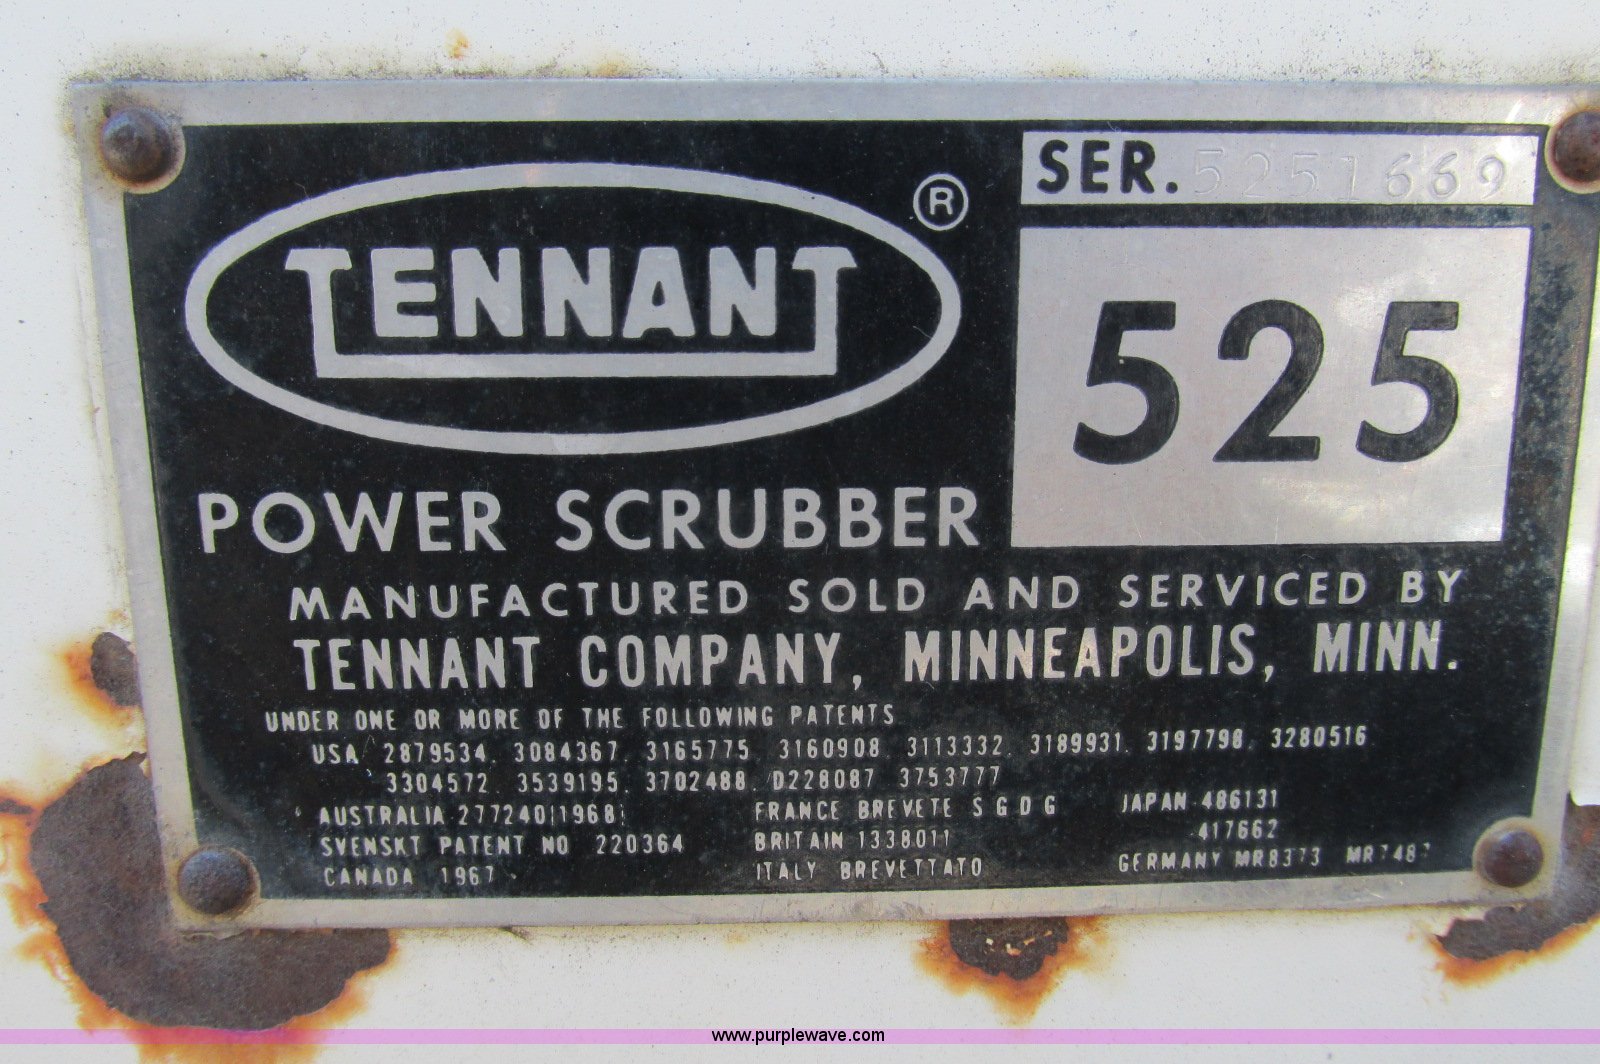 TENNANT ®
SER. 5251669
525
POWER SCRUBBER
MANUFACTURED SOLD AND SERVICED BY
TENNANT COMPANY, MINNEAPOLIS, MINN.
UNDER ONE OR MORE OF THE FOLLOWING PATENTS
USA 2879534 3084367 3165775 3160908 3113332 3189931 3197798 3280516
3304572 3539195 3702488 D228087 3753777
AUSTRALIA 277240 1968 FRANCE BREVETE S G D G JAPAN 486131
417662
SVENSKT PATENT NO 220364 BRITAIN 1338011
CANADA 1967 ITALY BREVETTATO GERMANY MR8373
www.purplewave.com